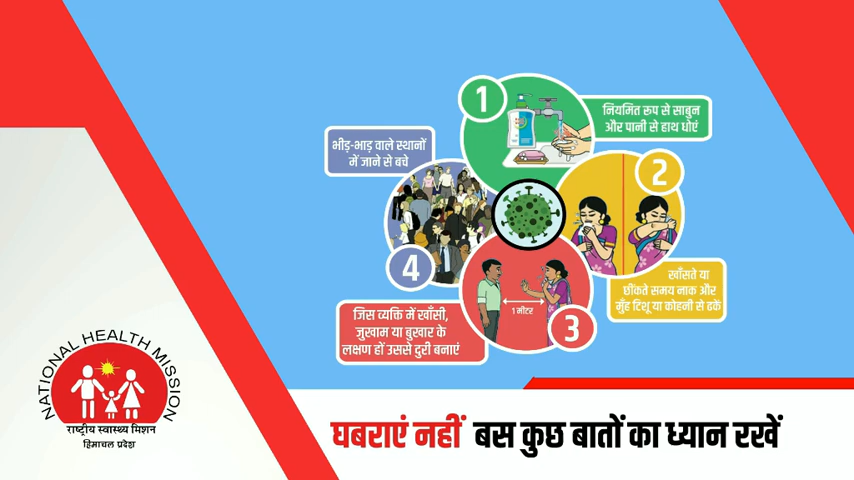 1
नियमित रूप से साबुन
और पानी से हाथ धोएं
2
खाँसते या
छींकते समय नाक और
मुँह टिशू या कोहनी से ढकें
1 मीटर
3
जिस व्यक्ति में खाँसी,
जुखाम या बुखार के
लक्षण हों उससे दुरी बनाएं
4
भीड़-भाड़ वाले स्थानों
में जाने से बचे
NATIONAL HEALTH MISSION
राष्ट्रीय स्वास्थ्य मिशन
हिमाचल प्रदेश
घबराएं नहीं बस कुछ बातों का ध्यान रखें